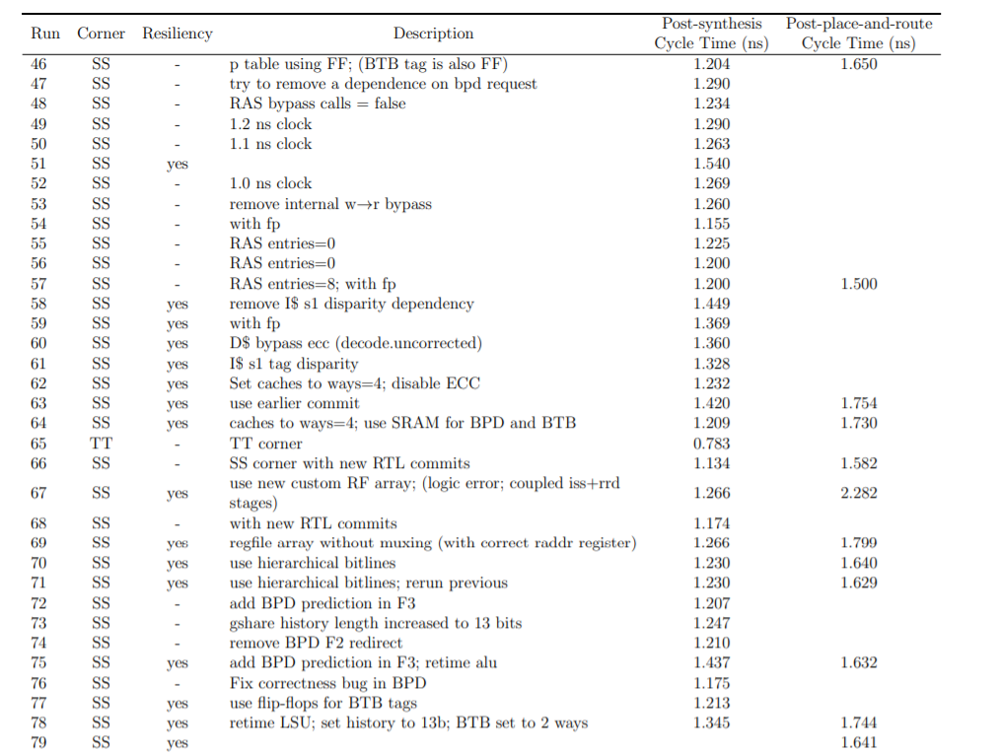 Run Corner Resiliency Description Post-synthesis Cycle Time (ns) Post-place-and-route Cycle Time (ns)
46 SS - p table using FF; (BTB tag is also FF) 1.204 1.650
47 SS - try to remove a dependence on bpd request 1.290
48 SS - RAS bypass calls = false 1.234
49 SS - 1.2 ns clock 1.290
50 SS - 1.1 ns clock 1.263
51 SS yes 1.540
52 SS - 1.0 ns clock 1.269
53 SS - remove internal w→r bypass 1.260
54 SS - with fp 1.155
55 SS - RAS entries=0 1.225
56 SS - RAS entries=0 1.200
57 SS - RAS entries=8; with fp 1.200 1.500
58 SS yes remove I$ s1 disparity dependency 1.449
59 SS yes with fp 1.369
60 SS yes D$ bypass ecc (decode.uncorrected) 1.360
61 SS yes I$ s1 tag disparity 1.328
62 SS yes Set caches to ways=4; disable ECC 1.232
63 SS yes use earlier commit 1.420 1.754
64 SS yes caches to ways=4; use SRAM for BPD and BTB 1.209 1.730
65 TT - TT corner 0.783
66 SS - SS corner with new RTL commits 1.134 1.582
67 SS yes use new custom RF array; (logic error; coupled iss+rrd stages) 1.266 2.282
68 SS - with new RTL commits 1.174
69 SS yes regfile array without muxing (with correct raddr register) 1.266 1.799
70 SS yes use hierarchical bitlines 1.230 1.640
71 SS yes use hierarchical bitlines; rerun previous 1.230 1.629
72 SS - add BPD prediction in F3 1.207
73 SS - gshare history length increased to 13 bits 1.247
74 SS - remove BPD F2 redirect 1.210
75 SS yes add BPD prediction in F3; retime alu 1.437 1.632
76 SS - Fix correctness bug in BPD 1.175
77 SS yes use flip-flops for BTB tags 1.213
78 SS yes retime LSU; set history to 13b; BTB set to 2 ways 1.345 1.744
79 SS yes 1.641